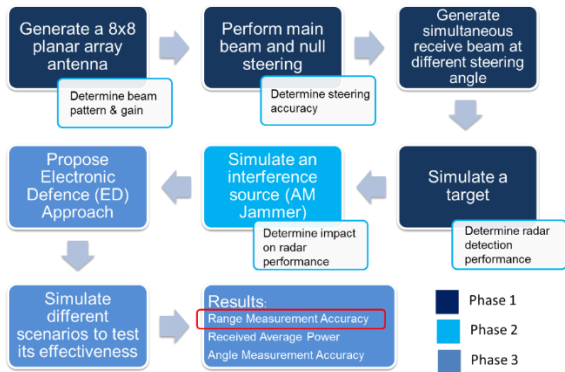 Generate a 8x8
planar array
antenna
Determine beam
pattern & gain
Perform main
beam and null
steering
Determine steering
accuracy
Generate
simultaneous
receive beam at
different steering
angle
Simulate a
target
Determine radar
detection
performance
Simulate an
interference
source (AM
Jammer)
Determine impact
on radar
performance
Propose
Electronic
Defence (ED)
Approach
Simulate
different
scenarios to test
its effectiveness
Results:
Range Measurement Accuracy
Received Average Power
Angle Measurement Accuracy
Phase 1
Phase 2
Phase 3